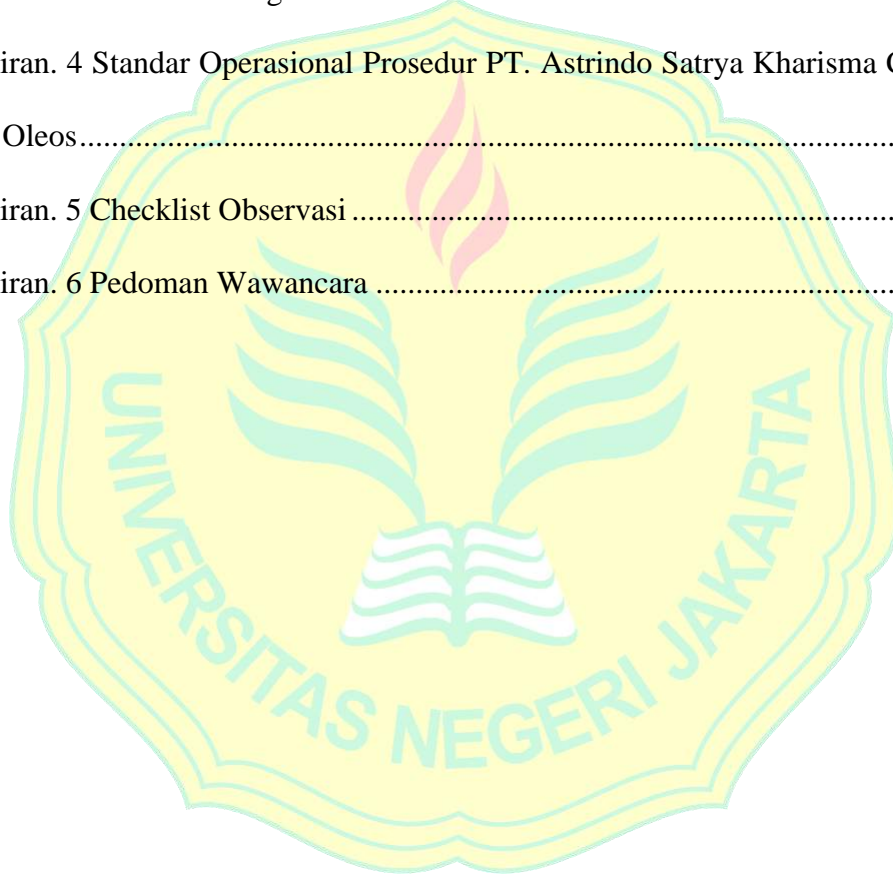 iran. 4 Standar Operasional Prosedur PT. Astrindo Satrya Kharisma
Oleos................................................................................................
iran. 5 Checklist Observasi................................................................
iran. 6 Pedoman Wawancara ............................................................
UNIVERSITAS NEGERI JAKARTA